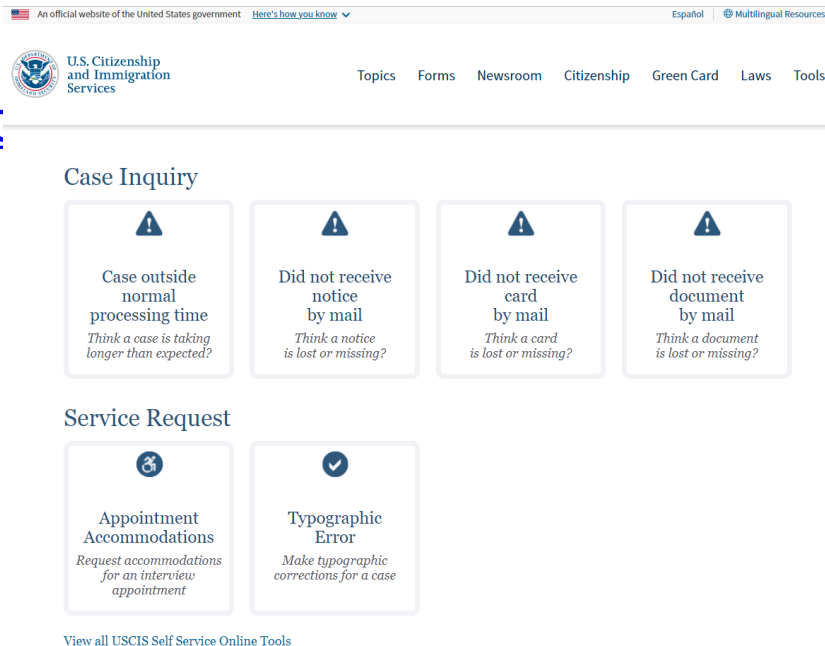 An official website of the United States government Here's how you know
Español Multilingual Resources
U.S. Citizenship
and Immigration
Services
Topics Forms Newsroom Citizenship Green Card Laws Tools
Case Inquiry
Case outside
normal
processing time
Think a case is taking
longer than expected?
Did not receive
notice
by mail
Think a notice
is lost or missing?
Did not receive
card
by mail
Think a card
is lost or missing?
Did not receive
document
by mail
Think a document
is lost or missing?
Service Request
Appointment
Accommodations
Request accommodations
for an interview
appointment
Typographic
Error
Make typographic
corrections for a case
View all USCIS Self Service Online Tools